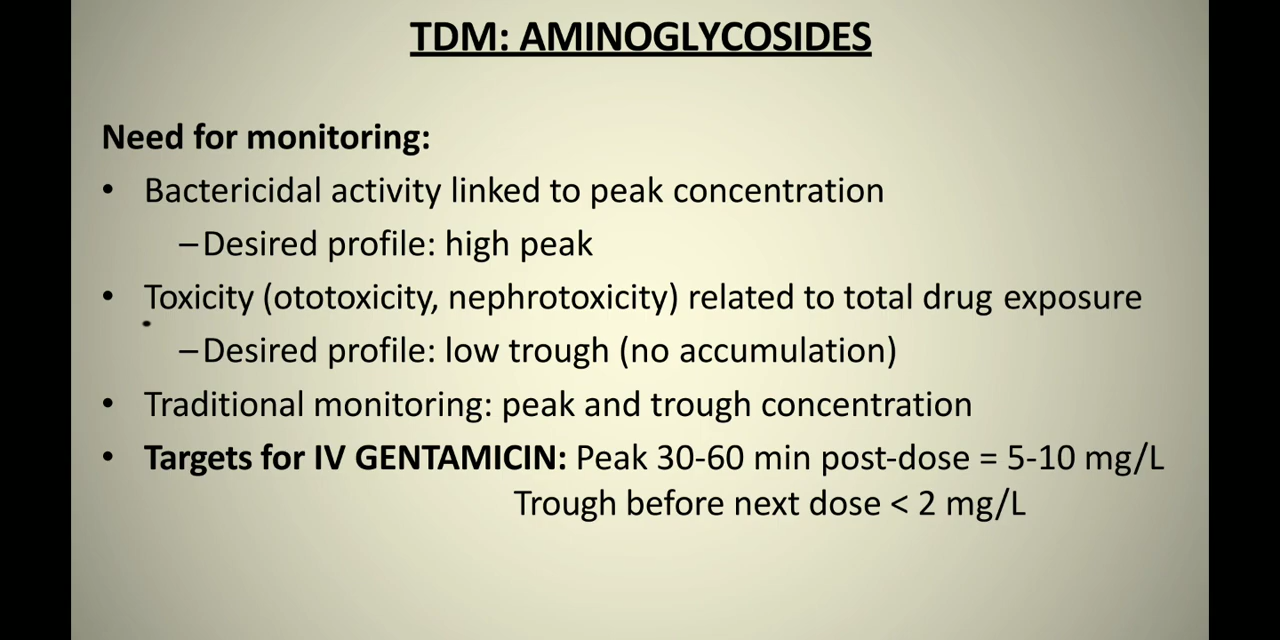 TDM: AMINOGLYCOSIDES
Need for monitoring:
• Bactericidal activity linked to peak concentration
–Desired profile: high peak
• Toxicity (ototoxicity, nephrotoxicity) related to total drug exposure
–Desired profile: low trough (no accumulation)
• Traditional monitoring: peak and trough concentration
• Targets for IV GENTAMICIN: Peak 30-60 min post-dose = 5-10 mg/L
Trough before next dose < 2 mg/L